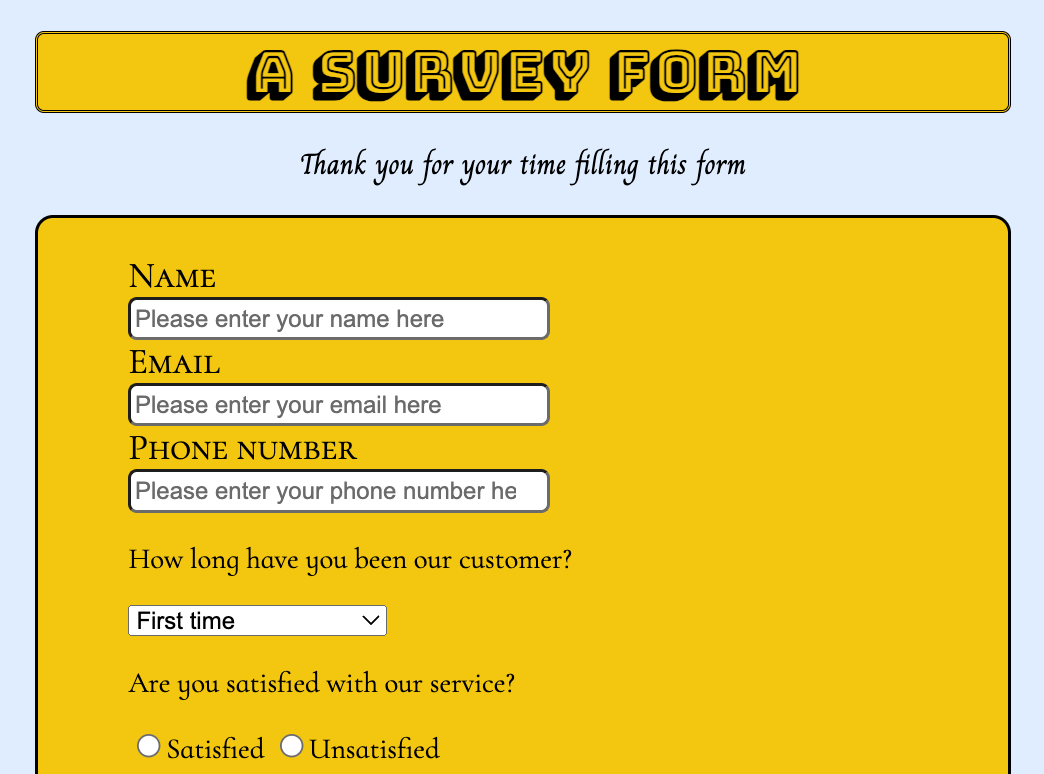 A SURVEY FORM
Thank you for your time filling this form
Name
Please enter your name here
Email
Please enter your email here
Phone number
Please enter your phone number he
How long have you been our customer?
First time
Are you satisfied with our service?
Satisfied Unsatisfied